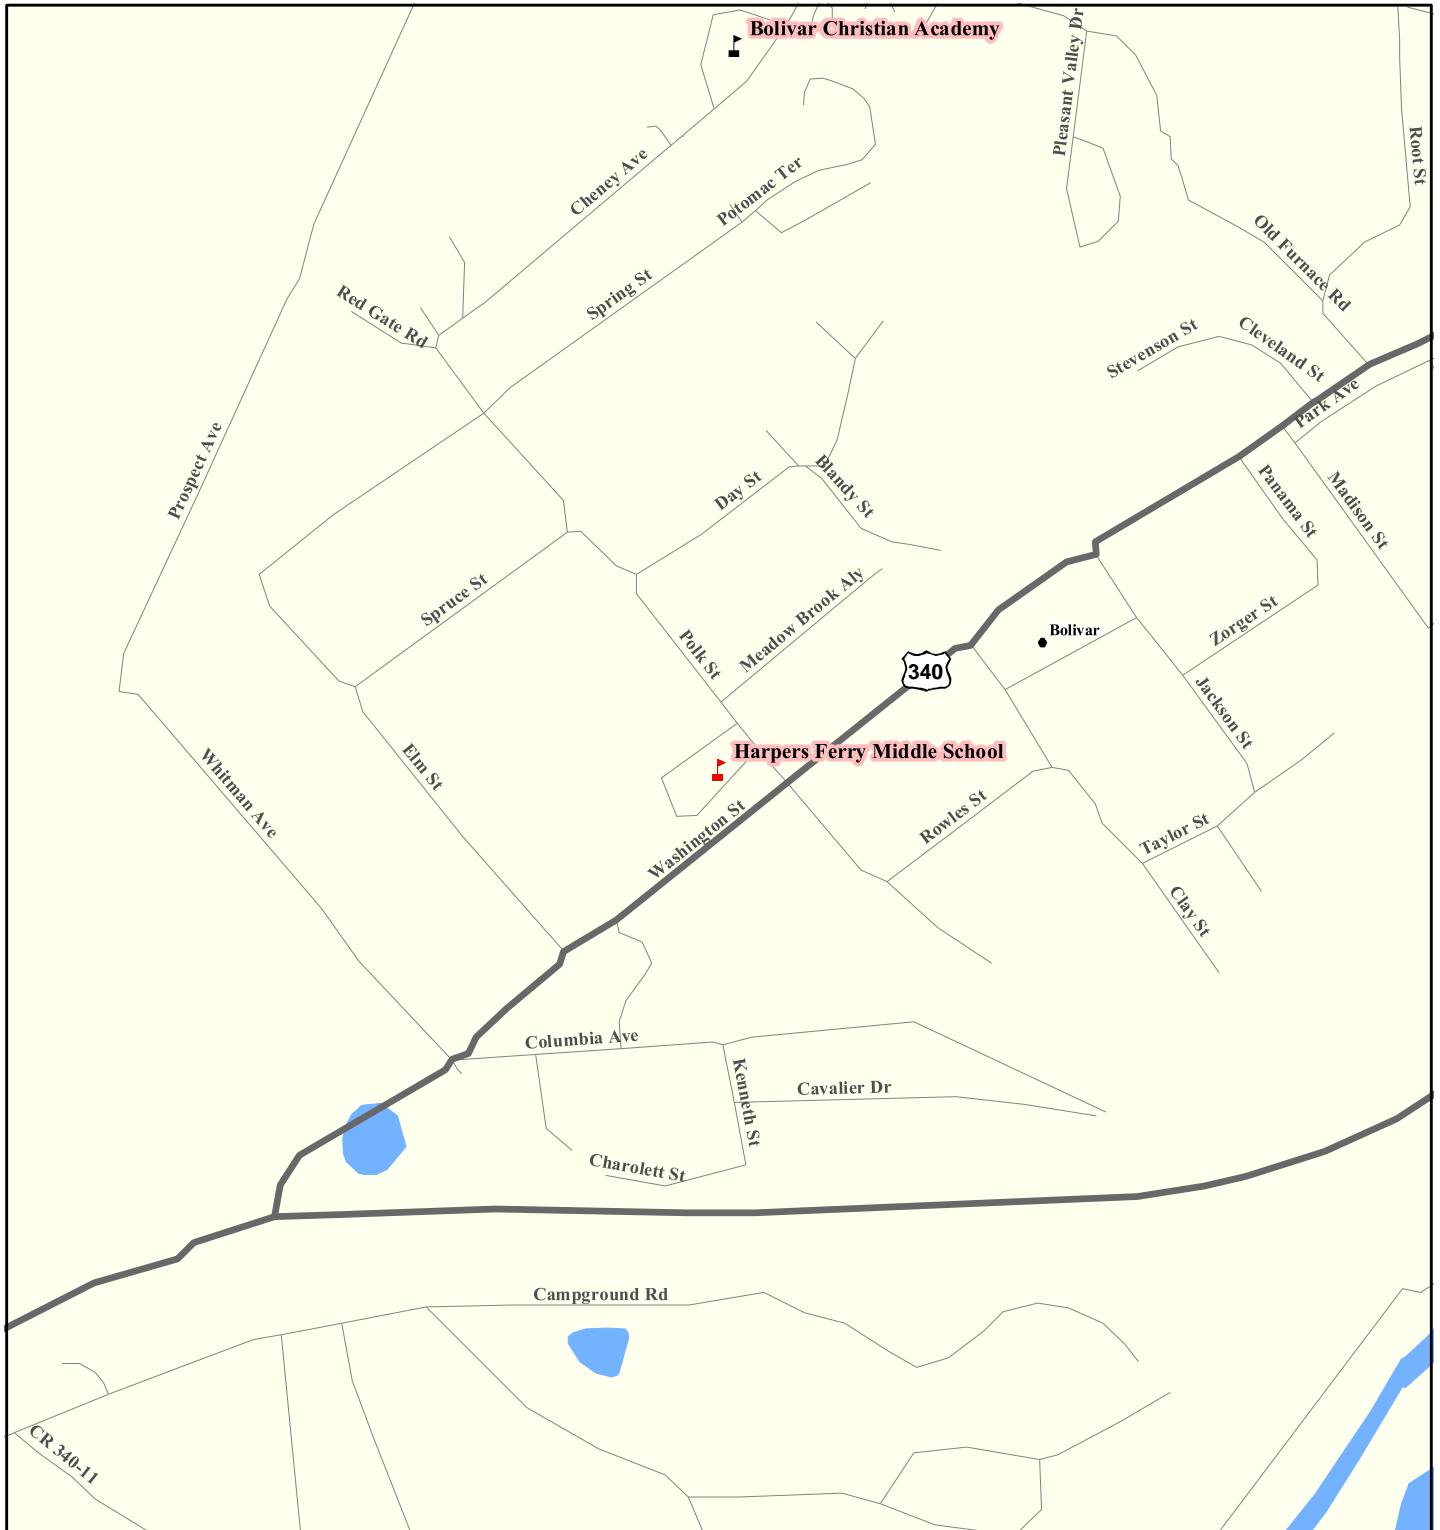 Bolivar Christian Academy
Pleasant Valley Dr
Root St
Cheney Ave
Potomac Ter
Old Furnace Rd
Spring St
Red Gate Rd
Stevenson St
Cleveland St
Park Ave
Prospect Ave
Day St
Blandy St
Panama St
Madison St
Spruce St
Meadow Brook Aly
Zorger St
Bolivar
Polk St
340
Jackson St
Harpers Ferry Middle School
Elm St
Whitman Ave
Washington St
Rowles St
Taylor St
Clay St
Columbia Ave
Kenneth St
Cavalier Dr
Charolett St
Campground Rd
CR 340-11